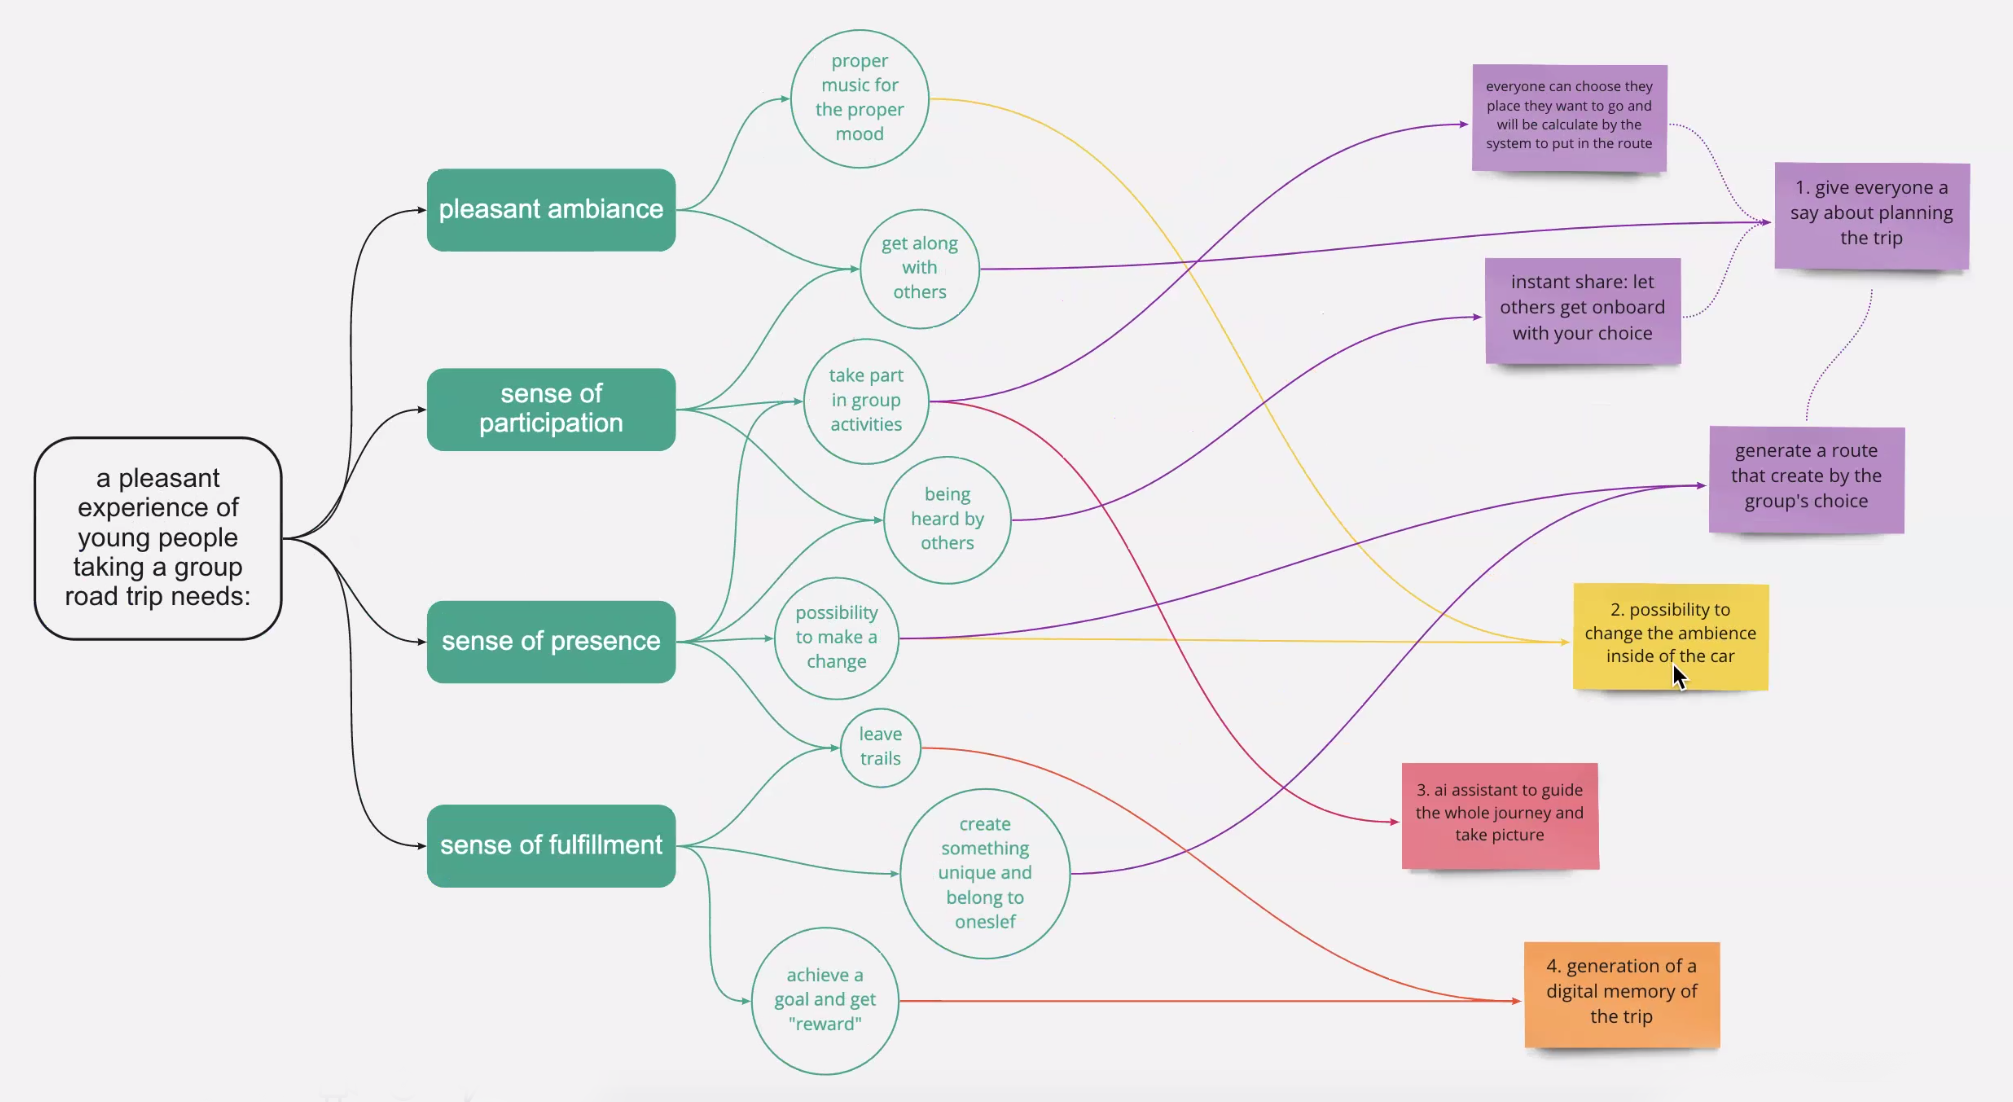 a pleasant
experience of
young people
taking a group
road trip needs:
pleasant ambiance
sense of
participation
sense of presence
sense of fulfillment
proper
music for
the proper
mood
get along
with
others
take part
in group
activities
being
heard by
others
possibility
to make a
change
leave
trails
create
something
unique and
belong to
oneslef
achieve a
goal and get
"reward"
everyone can choose they
place they want to go and
will be calculate by the
system to put in the route
1. give everyone a
say about planning
the trip
instant share: let
others get onboard
with your choice
generate a route
that create by the
group's choice
2. possibility to
change the ambience
inside of the car
3. ai assistant to guide
the whole journey and
take picture
4. generation of a
digital memory of
the trip